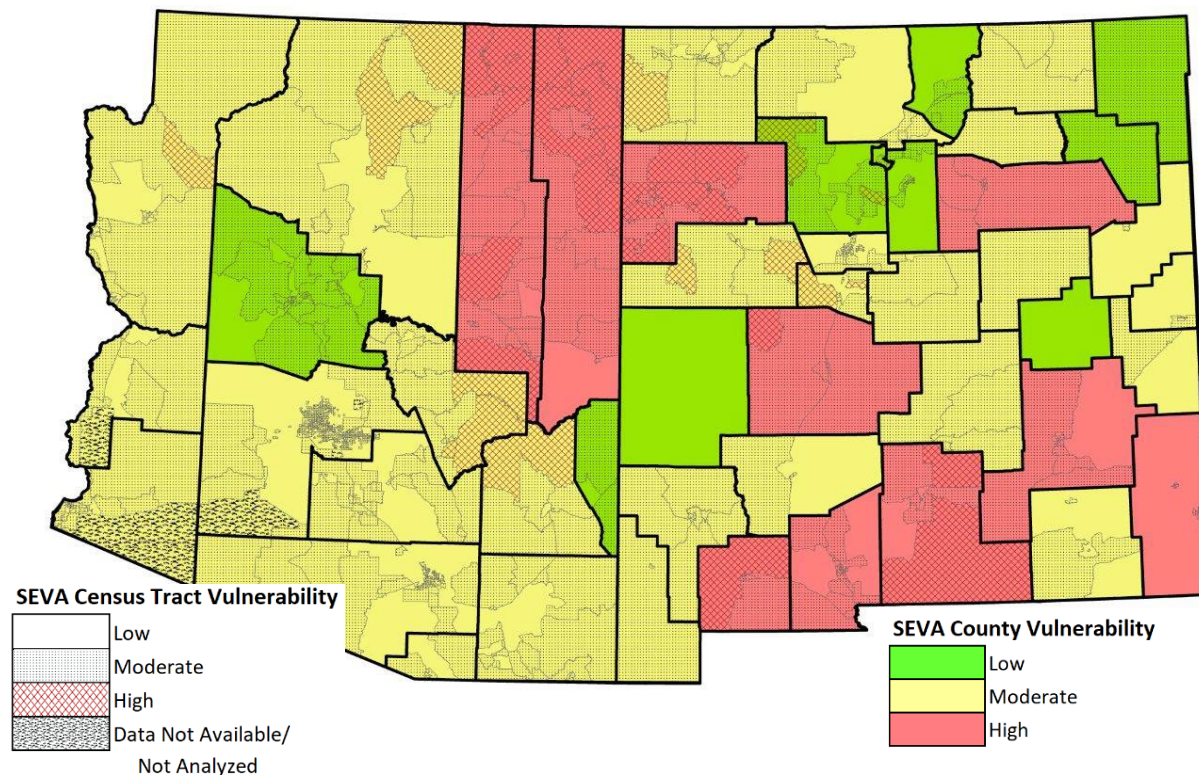 SEVA Census Tract Vulnerability
Low
Moderate
High
Data Not Available/
Not Analyzed
SEVA County Vulnerability
Low
Moderate
High